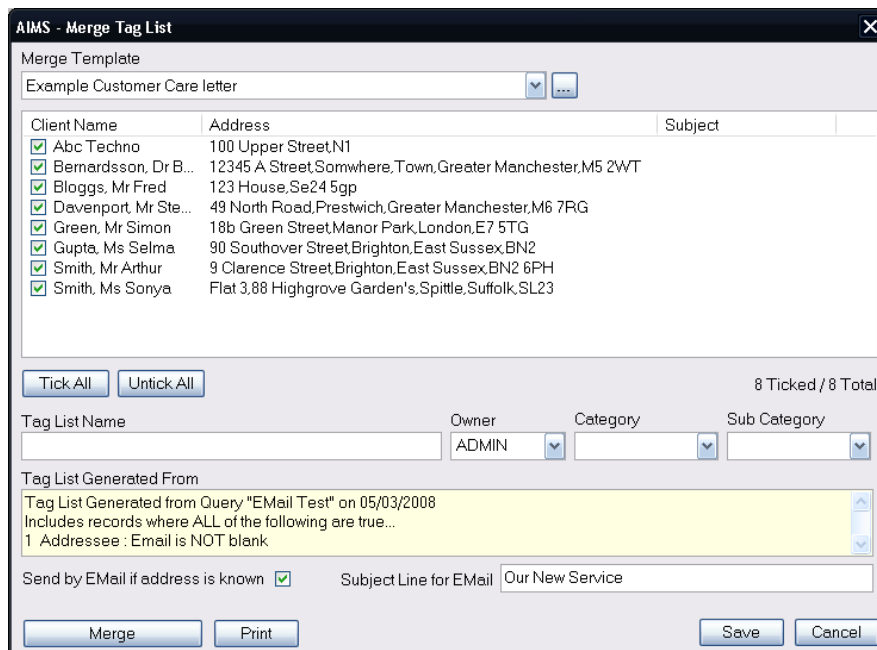 AIMS - Merge Tag List
Merge Template
Example Customer Care letter
...
Client Name Address Subject
Abc Techno 100 Upper Street,N1
Bernardsson, Dr B... 12345 A Street,Somwhere,Town,Greater Manchester,M5 2WT
Bloggs, Mr Fred 123 House,Se24 5gp
Davenport, Mr Ste... 49 North Road,Prestwich,Greater Manchester,M6 7RG
Green, Mr Simon 18b Green Street,Manor Park,London,E7 5TG
Gupta, Ms Selma 90 Southover Street,Brighton,East Sussex,BN2
Smith, Mr Arthur 9 Clarence Street,Brighton,East Sussex,BN2 6PH
Smith, Ms Sonya Flat 3,88 Highgrove Garden's,Spittle,Suffolk,SL23
Tick All Untick All 8 Ticked / 8 Total
Tag List Name Owner Category Sub Category
ADMIN
Tag List Generated From
Tag List Generated from Query "EMail Test" on 05/03/2008
Includes records where ALL of the following are true...
1 Addressee : Email is NOT blank
Send by EMail if address is known Subject Line for EMail Our New Service
Merge Print Save Cancel